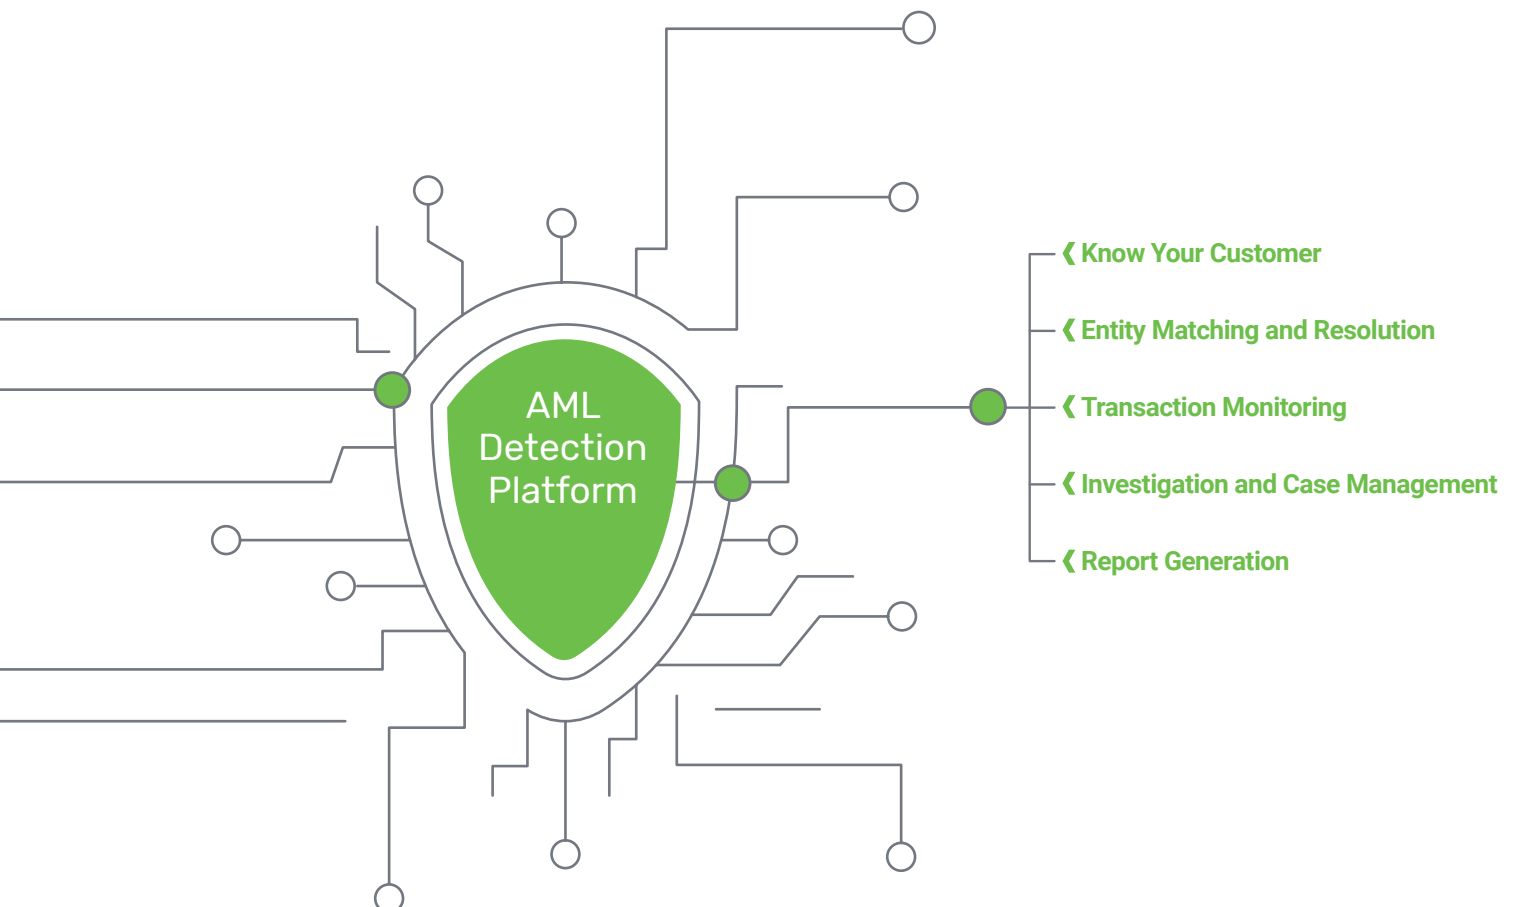 AML
Detection
Platform
Know Your Customer
Entity Matching and Resolution
Transaction Monitoring
Investigation and Case Management
Report Generation